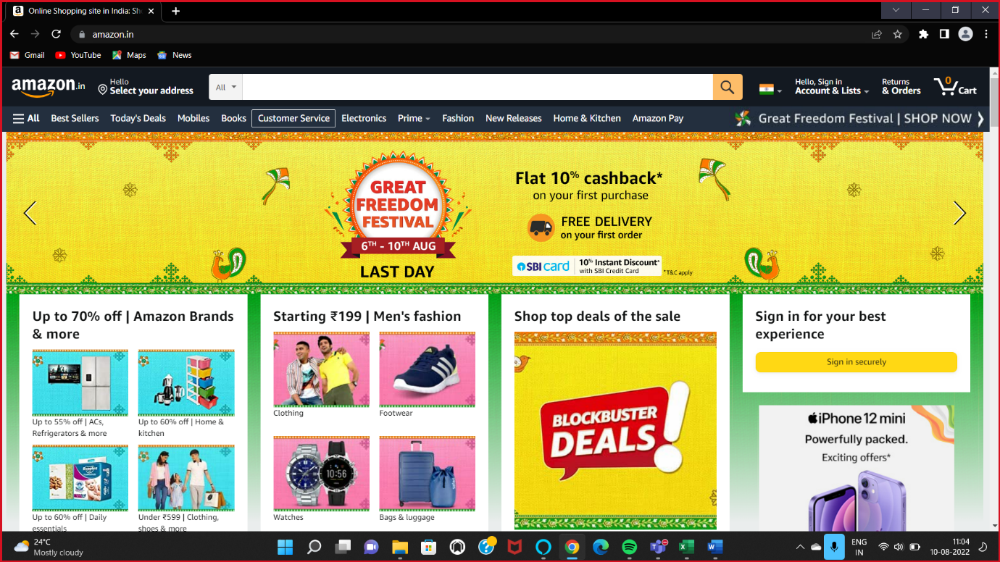 Online Shopping site in India: Sh
amazon.in
Gmail YouTube Maps News
amazon.in
Hello
Select your address
All
Hello, Sign in
Account & Lists
Returns
& Orders
0
Cart
All Best Sellers Today's Deals Mobiles Books Customer Service Electronics Prime Fashion New Releases Home & Kitchen Amazon Pay
Great Freedom Festival | SHOP NOW
GREAT
FREEDOM
FESTIVAL
6TH - 10TH AUG
LAST DAY
Flat 10% cashback*
on your first purchase
FREE DELIVERY
on your first order
SBI card
10% Instant Discount*
with SBI Credit Card
*T&C apply
Up to 70% off | Amazon Brands
& more
Up to 55% off | ACs,
Refrigerators & more
Up to 60% off | Home &
kitchen
Up to 60% off | Daily
essentials
Under ₹599 | Clothing,
shoes & more
Starting ₹199 | Men's fashion
Clothing
Footwear
10:56
Watches
Bags & luggage
Shop top deals of the sale
BLOCKBUSTER
DEALS!
Sign in for your best
experience
Sign in securely
iPhone 12 mini
Powerfully packed.
Exciting offers*
24°C
Mostly cloudy
ENG
IN
11:04
10-08-2022